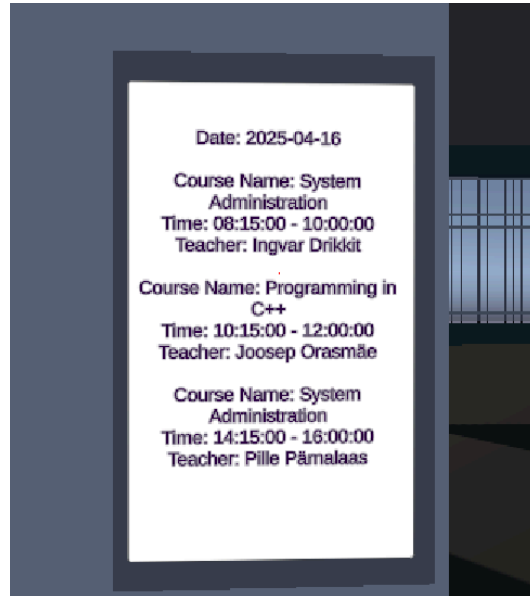 Date: 2025-04-16
Course Name: System
Administration
Time: 08:15:00 - 10:00:00
Teacher: Ingvar Drikkit
Course Name: Programming in
C++
Time: 10:15:00 - 12:00:00
Teacher: Joosep Orasmäe
Course Name: System
Administration
Time: 14:15:00 - 16:00:00
Teacher: Pille Pärnalaas